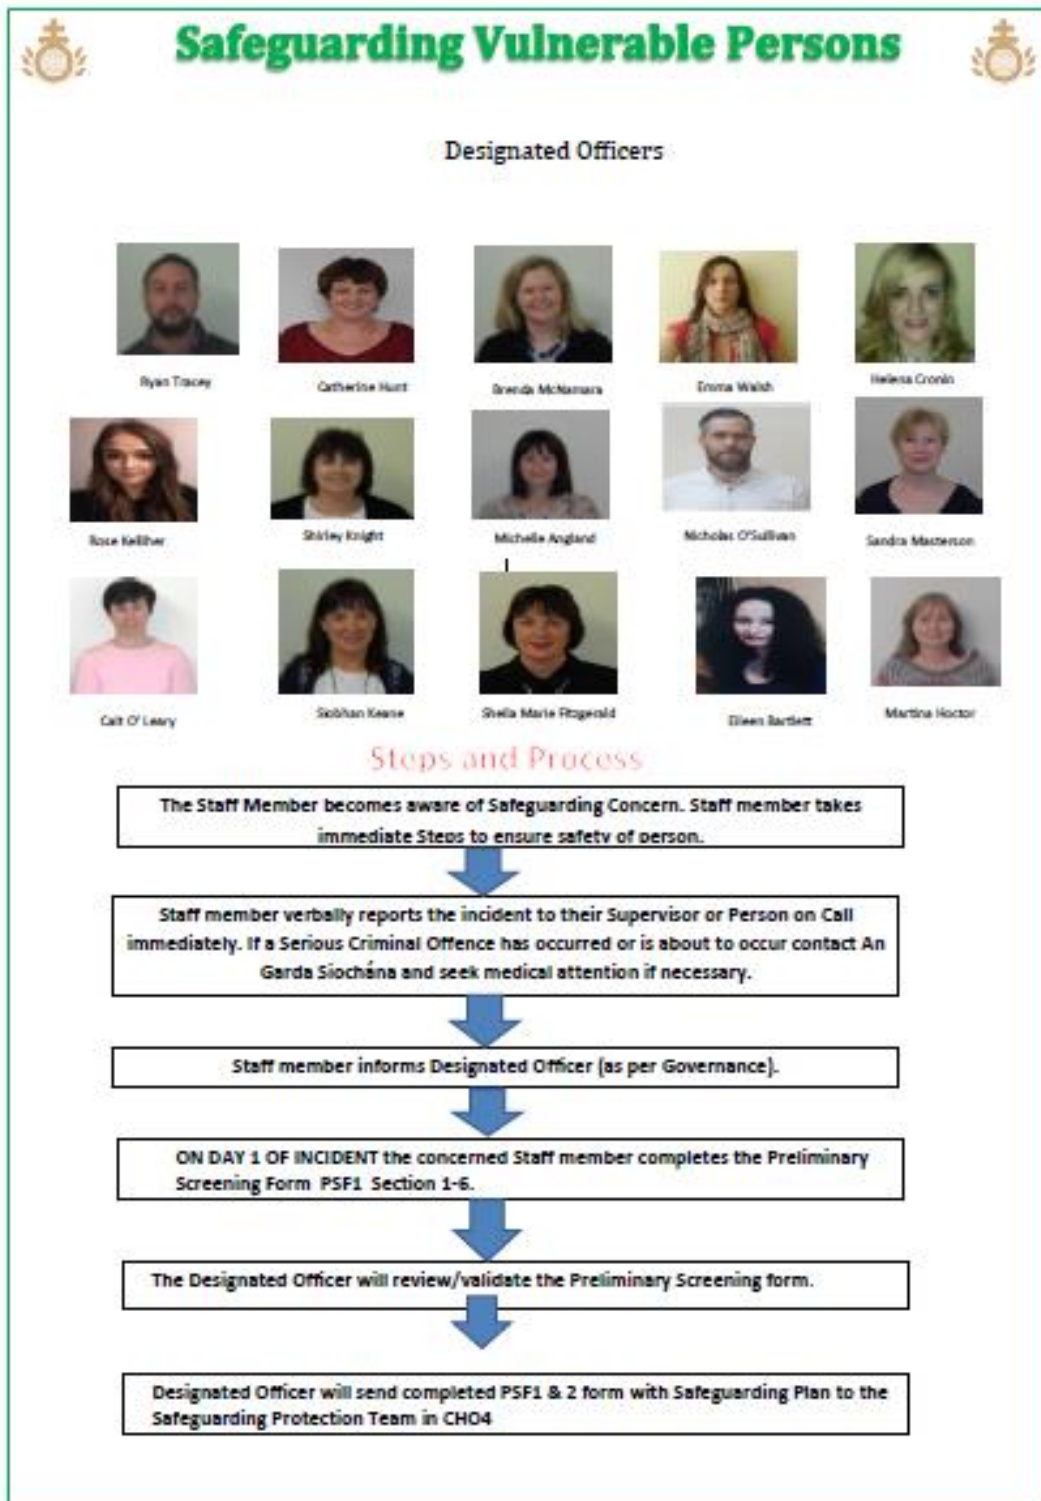 Safeguarding Vulnerable Persons
Designated Officers
Ryan Tracey
Catherine Hunt
Brenda McNamara
Emma Walsh
Helena Cronin
Rose Kelliher
Shirley Knight
Michelle Angland
Nicholas O'Sullivan
Sandra Masterson
Cait O' Leary
Siobhan Keane
Sheila Marie Fitzgerald
Eileen Bartlett
Martina Hoctor
Steps and Process
The Staff Member becomes aware of Safeguarding Concern. Staff member takes
immediate Steps to ensure safety of person.
Staff member verbally reports the incident to their Supervisor or Person on Call
immediately. If a Serious Criminal Offence has occurred or is about to occur contact An
Garda Siochána and seek medical attention if necessary.
Staff member informs Designated Officer (as per Governance).
ON DAY 1 OF INCIDENT the concerned Staff member completes the Preliminary
Screening Form PSF1 Section 1-6.
The Designated Officer will review/validate the Preliminary Screening form.
Designated Officer will send completed PSF1 & 2 form with Safeguarding Plan to the
Safeguarding Protection Team in CHO4